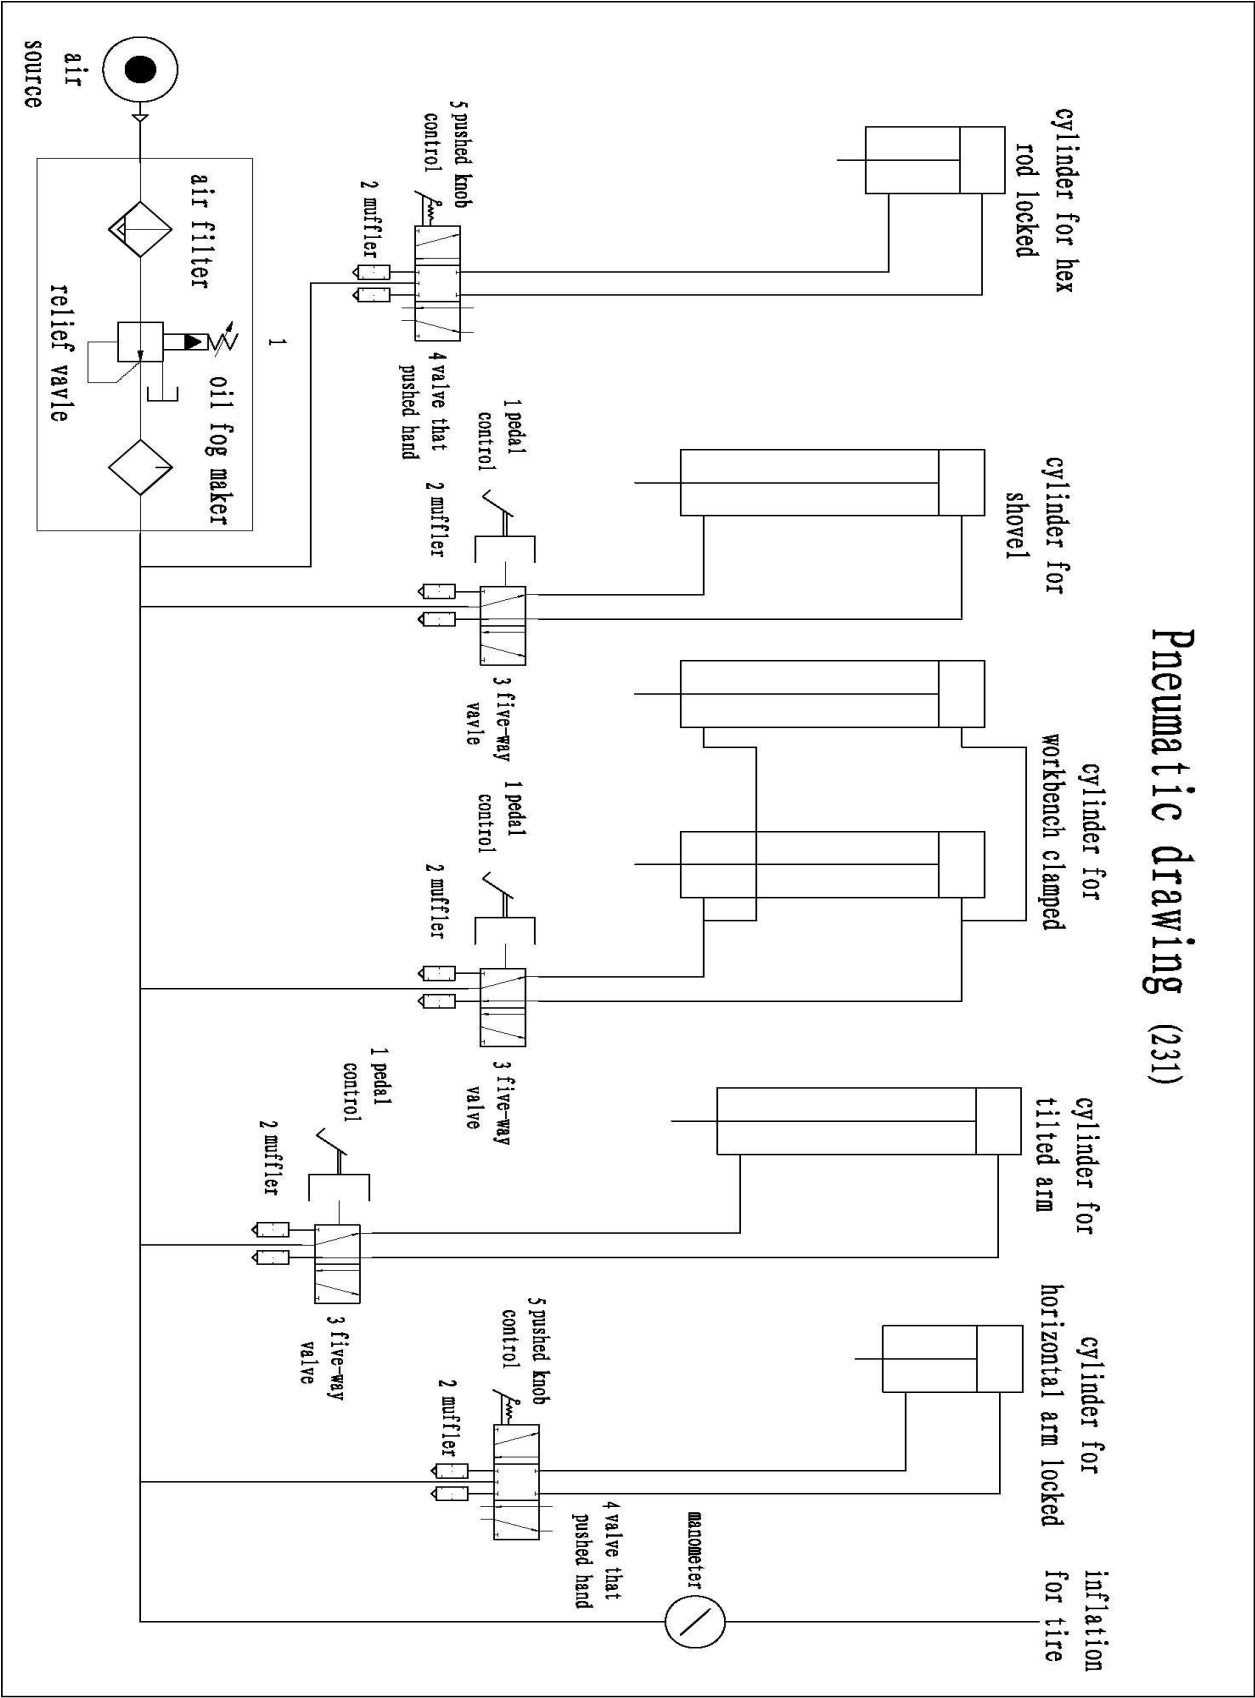 Pneumatic drawing (231)
cylinder for hex
rod locked
cylinder for
shovel
cylinder for
workbench clamped
cylinder for
tilted arm
cylinder for
horizontal arm locked
inflation
for tire
5 pushed knob
control
2 muffler
4 valve that
pushed hand
1 pedal
control
2 muffler
3 five-way
vavle
1 pedal
control
2 muffler
3 five-way
valve
1 pedal
control
2 muffler
3 five-way
valve
5 pushed knob
control
2 muffler
4 valve that
pushed hand
manometer
1
air
source
air filter
oil fog maker
relief vavle